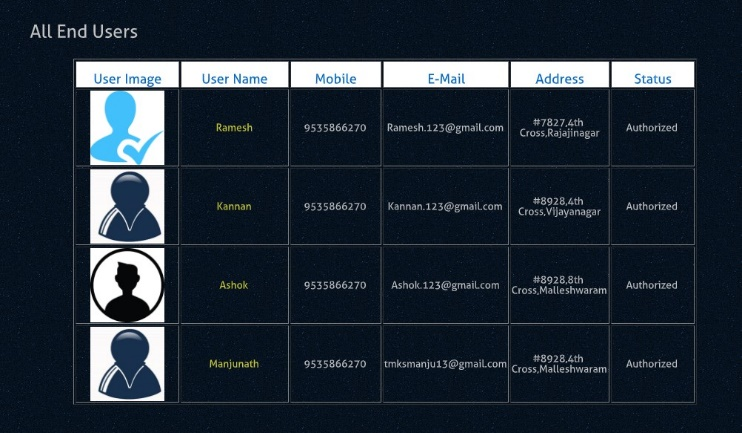 All End Users
User Image User Name Mobile E-Mail Address Status
Ramesh 9535866270 Ramesh.123@gmail.com #7827,4th Cross,Rajajinagar Authorized
Kannan 9535866270 Kannan.123@gmail.com #8928,4th Cross,Vijayanagar Authorized
Ashok 9535866270 Ashok.123@gmail.com #8928,8th Cross,Malleshwaram Authorized
Manjunath 9535866270 tmksmanju13@gmail.com #8928,4th Cross,Malleshwaram Authorized